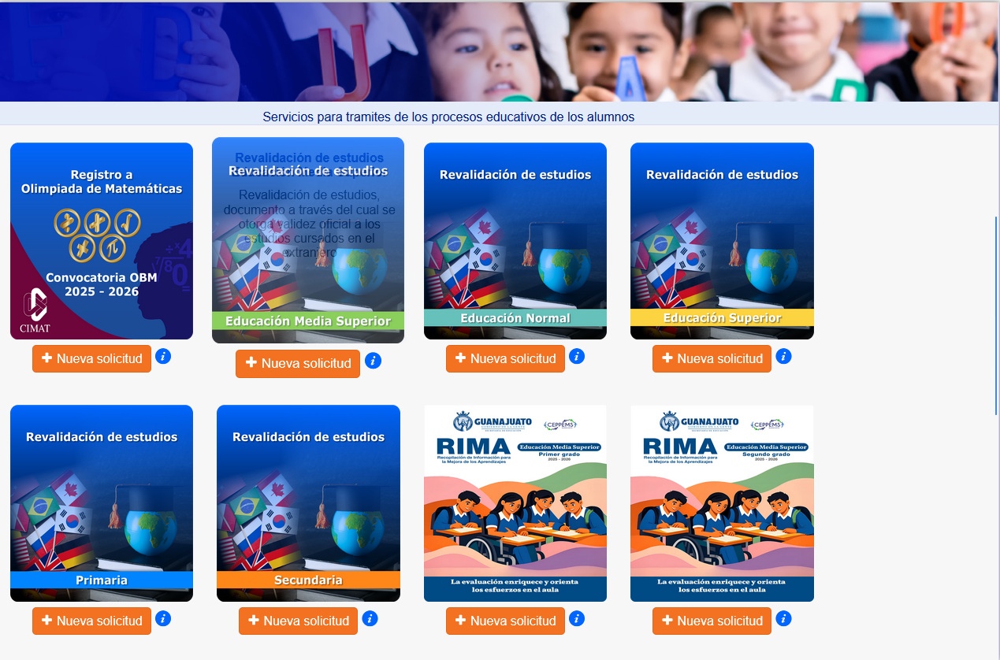 Servicios para tramites de los procesos educativos de los alumnos
Registro a
Olimpiada de Matemáticas
Convocatoria OBM
2025 - 2026
CIMAT
Nueva solicitud
Revalidación de estudios
Revalidación de estudios
Revalidación de estudios,
documento a través del cual se
otorga validez oficial a los
estudios cursados en el
extranjero
Educación Media Superior
Nueva solicitud
Revalidación de estudios
Educación Normal
Nueva solicitud
Revalidación de estudios
Educación Superior
Nueva solicitud
Revalidación de estudios
Primaria
Nueva solicitud
Revalidación de estudios
Secundaria
Nueva solicitud
GUANAJUATO
CEPPEMS
RIMA
Recopilación de Información para
la Mejora de los Aprendizajes
Educación Media Superior
Primer grado
2025 - 2026
La evaluación enriquece y orienta
los esfuerzos en el aula
Nueva solicitud
GUANAJUATO
CEPPEMS
RIMA
Recopilación de Información para
la Mejora de los Aprendizajes
Educación Media Superior
Segundo grado
2025 - 2026
La evaluación enriquece y orienta
los esfuerzos en el aula
Nueva solicitud